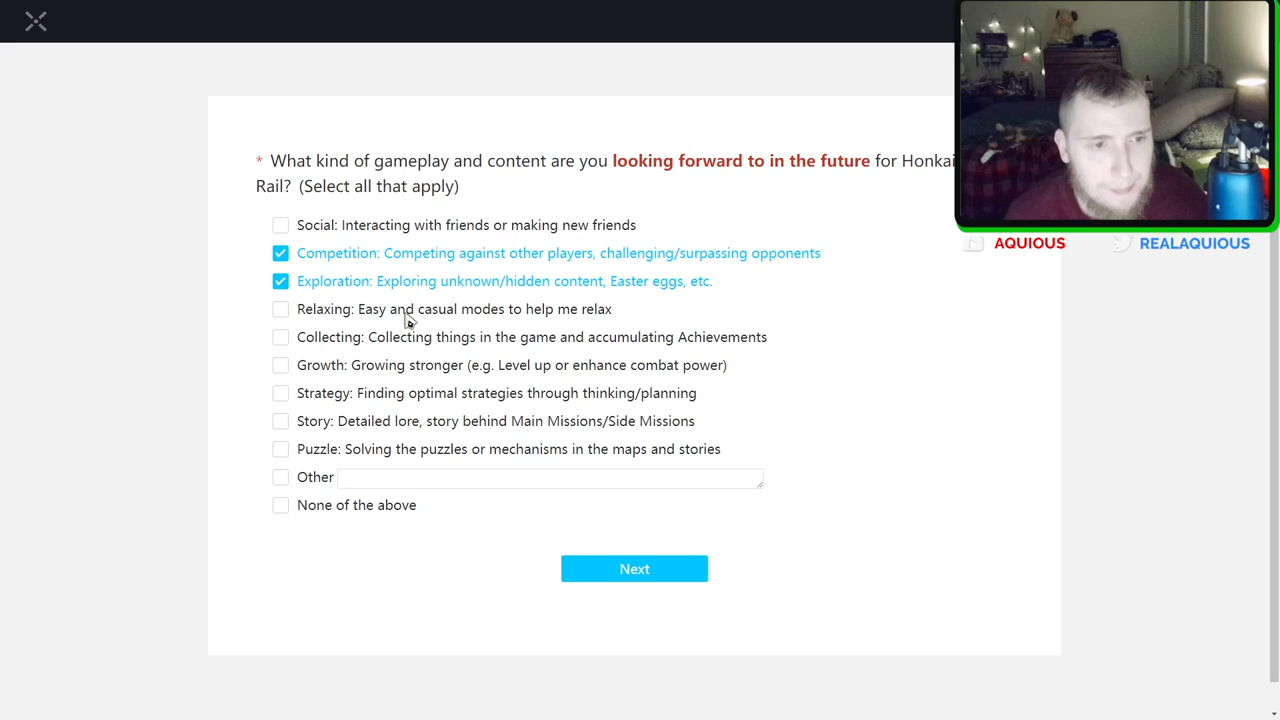 * What kind of gameplay and content are you looking forward to in the future for Honkai
Rail? (Select all that apply)
Social: Interacting with friends or making new friends
Competition: Competing against other players, challenging/surpassing opponents
Exploration: Exploring unknown/hidden content, Easter eggs, etc.
Relaxing: Easy and casual modes to help me relax
Collecting: Collecting things in the game and accumulating Achievements
Growth: Growing stronger (e.g. Level up or enhance combat power)
Strategy: Finding optimal strategies through thinking/planning
Story: Detailed lore, story behind Main Missions/Side Missions
Puzzle: Solving the puzzles or mechanisms in the maps and stories
Other
None of the above
Next
AQUIOUS
REALAQUIOUS